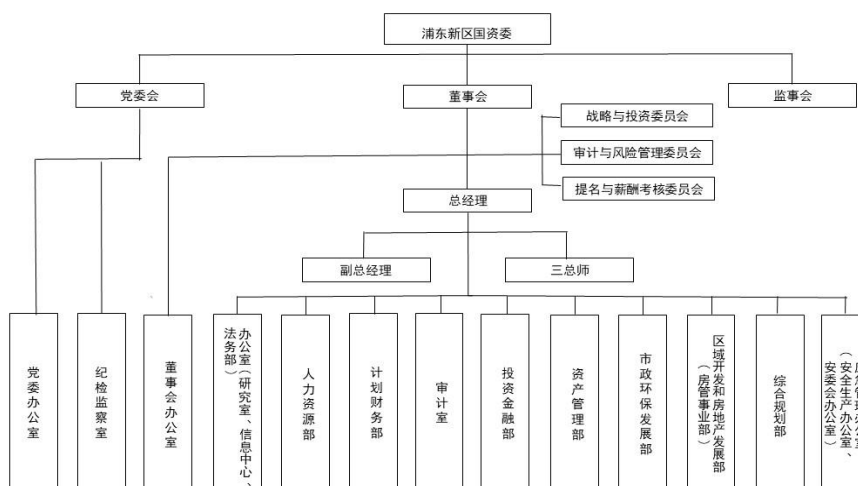 浦东新区国资委
党委会
董事会
监事会
战略与投资委员会
审计与风险管理委员会
提名与薪酬考核委员会
总经理
副总经理
三总师
党委办公室
纪检监察室
董事会办公室
办公室（研究室、信息中心、
法务部）
人力资源部
计划财务部
审计室
投资金融部
资产管理部
市政环保发展部
区域开发和房地产发展部
（房管事业部）
综合规划部
（安全生产办公室、
安委会办公室）